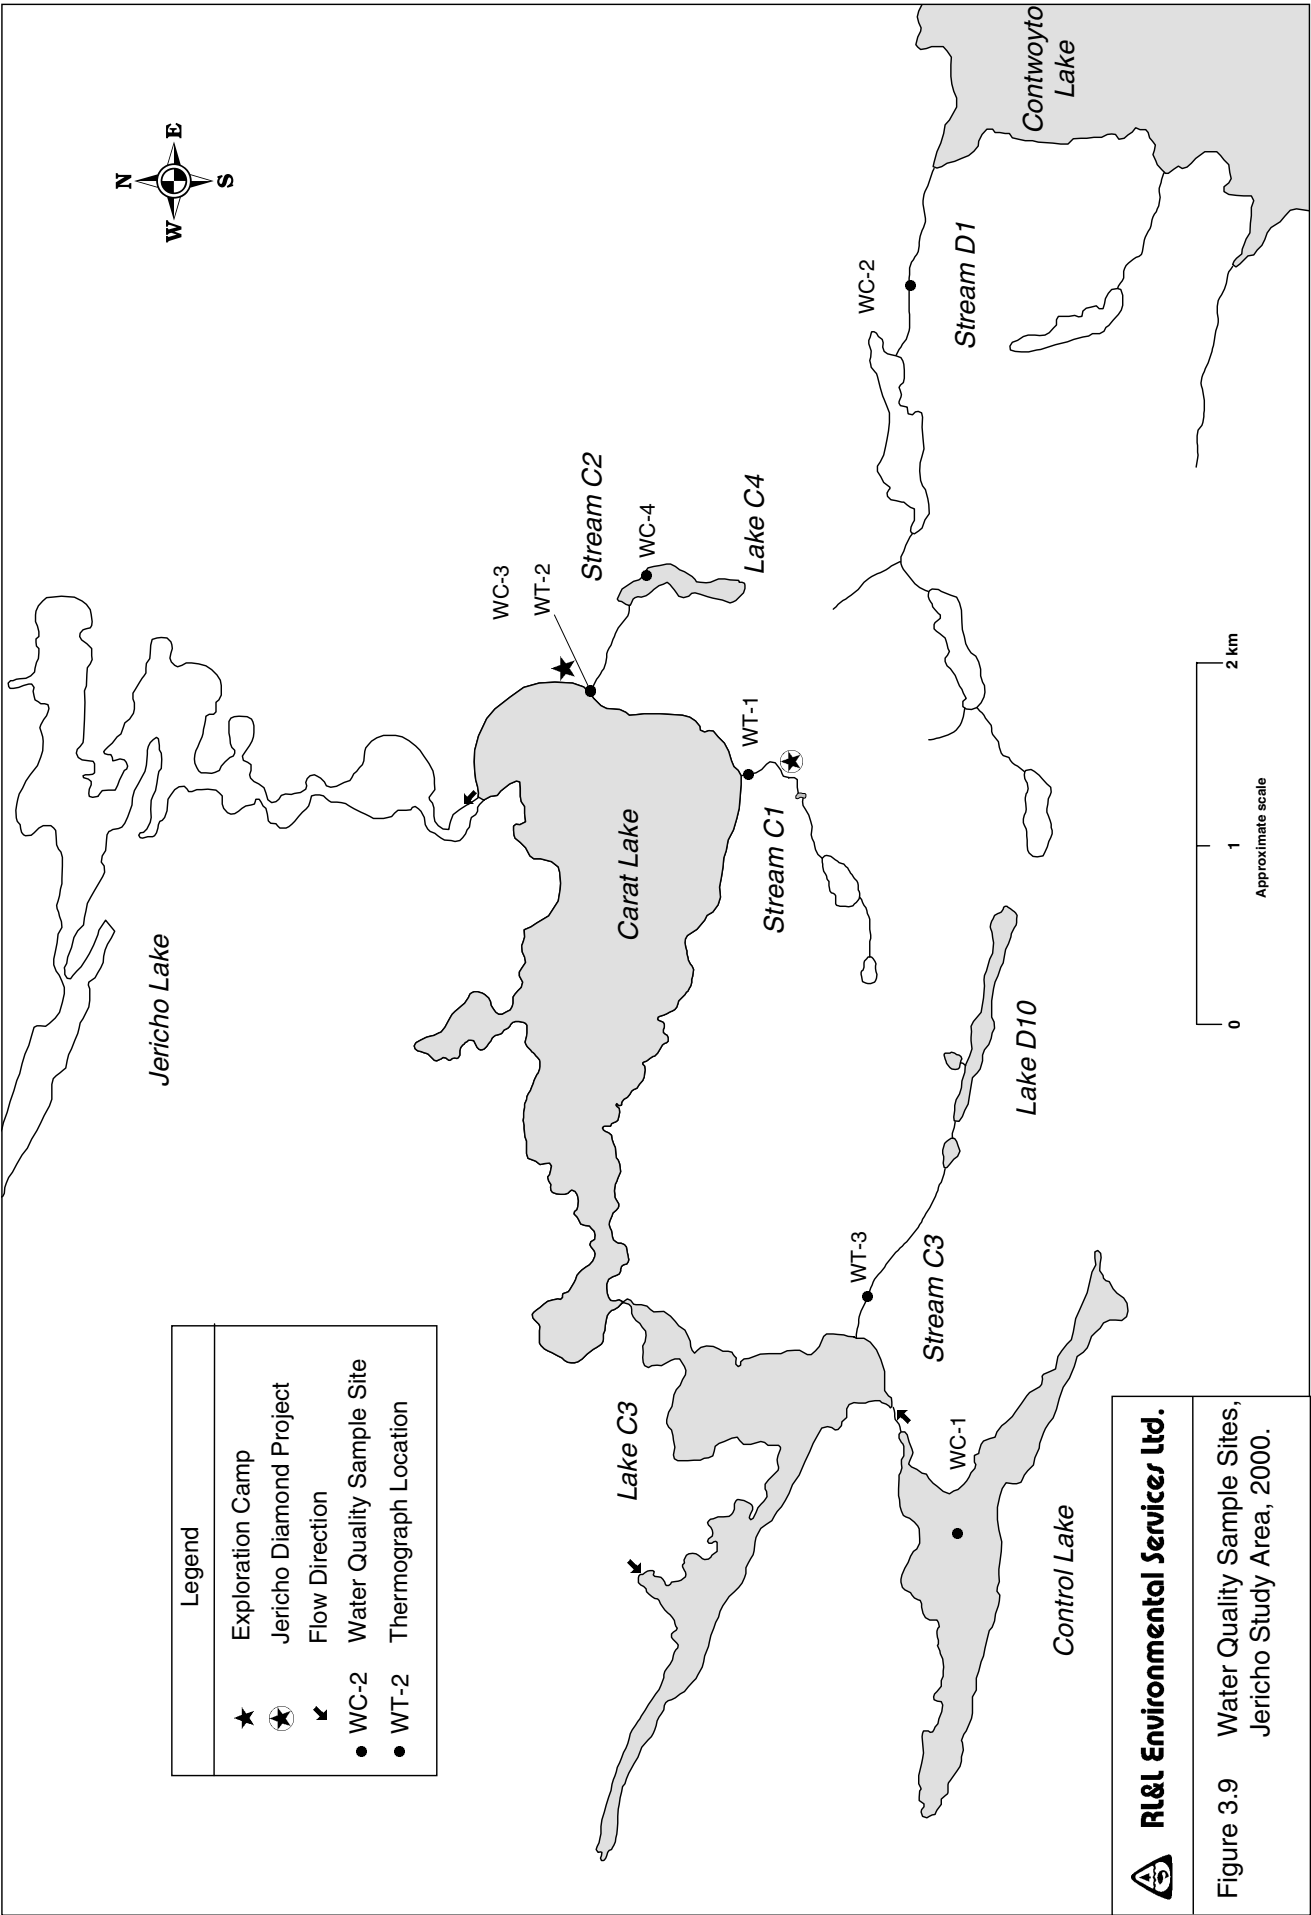 N
W
E
S
Contwoyto
Lake
WC-2
Stream D1
Stream C2
WC-4
Lake C4
WC-3
WT-2
WT-1
Stream C1
Carat Lake
Jericho Lake
Lake D10
WT-3
Stream C3
Lake C3
WC-1
Control Lake
0
1
2 km
Approximate scale
Legend
Exploration Camp
Jericho Diamond Project
Flow Direction
WC-2 Water Quality Sample Site
WT-2 Thermograph Location
RL&L Environmental Services Ltd.
Figure 3.9 Water Quality Sample Sites,
Jericho Study Area, 2000.